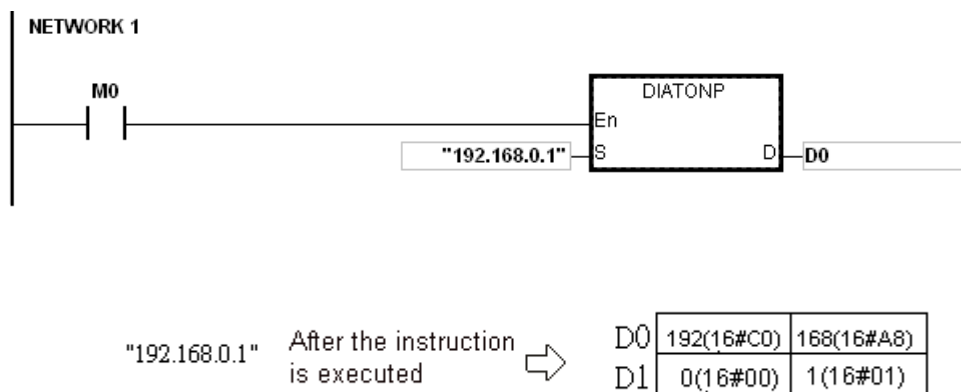 NETWORK 1
M0
DIATONP
En
"192.168.0.1" S D D0
"192.168.0.1" After the instruction is executed
D0 192(16#C0) 168(16#A8)
D1 0(16#00) 1(16#01)